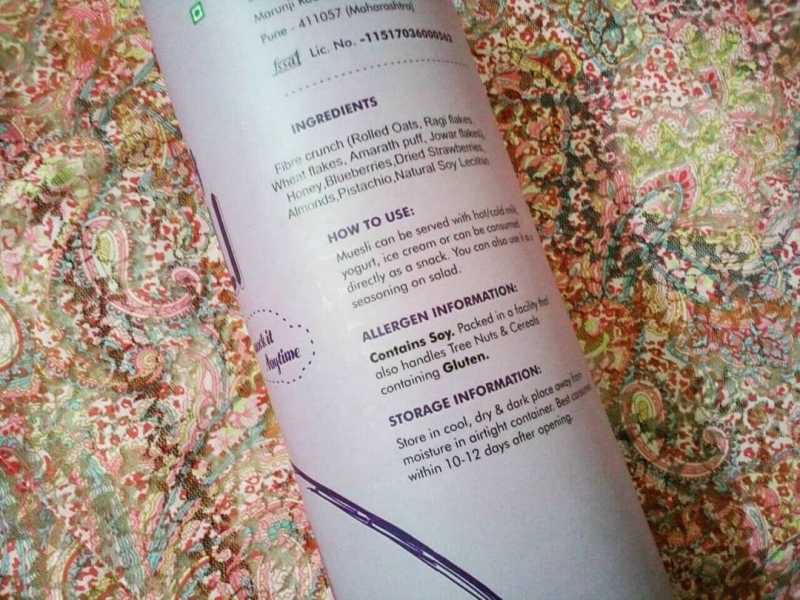 Marunji
Pune - 411057 (Maharashtra)
fssai Lic. No. -11517036000562
INGREDIENTS
Fibre crunch (Rolled Oats, Ragi flakes,
Wheat flakes, Amarath puff, Jowar flakes),
Honey,Blueberries,Dried Strawberries,
Almonds,Pistachio,Natural Soy Lecithin
HOW TO USE:
Muesli can be served with hot/cold milk,
yogurt, ice cream or can be consumed
directly as a snack. You can also use it as a
seasoning on salad.
Anytime
ALLERGEN INFORMATION:
Contains Soy. Packed in a facility that
also handles Tree Nuts & Cereals
containing Gluten.
STORAGE INFORMATION:
Store in cool, dry & dark place away from
moisture in airtight container. Best consumed
within 10-12 days after opening.